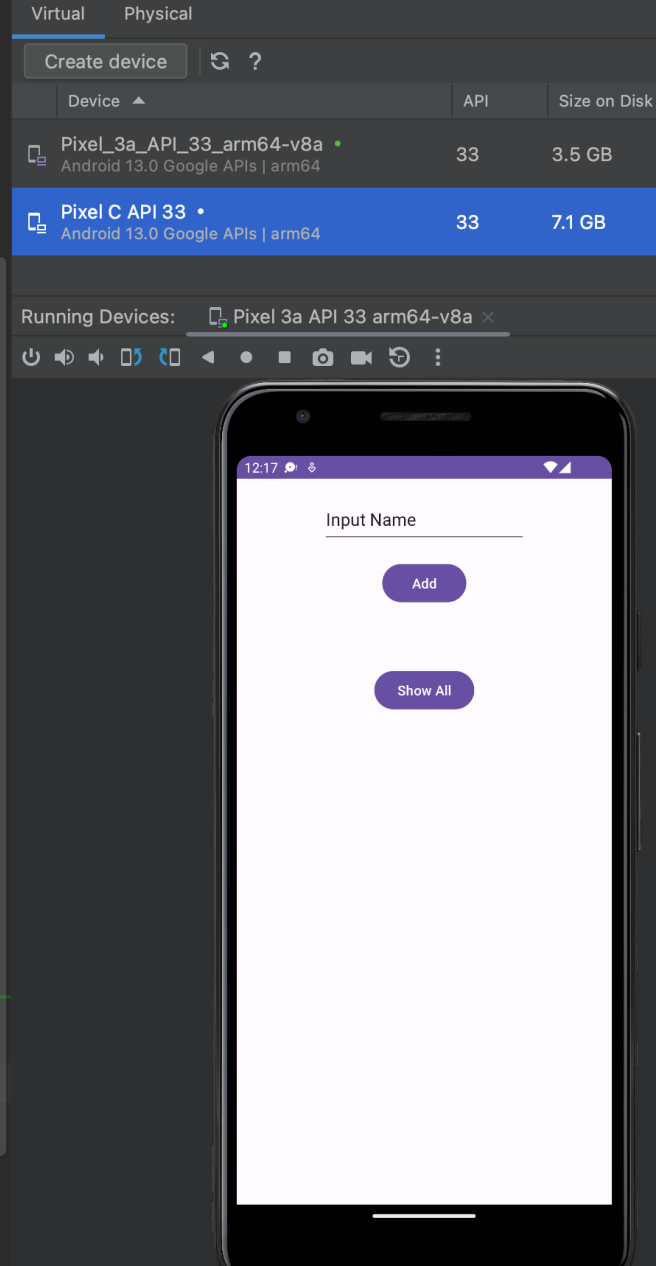 Virtual Physical
Create device ?
Device API Size on Disk
Pixel_3a_API_33_arm64-v8a 33 3.5 GB
Android 13.0 Google APIs | arm64
Pixel C API 33 33 7.1 GB
Android 13.0 Google APIs | arm64
Running Devices: Pixel 3a API 33 arm64-v8a
12:17
Input Name
Add
Show All